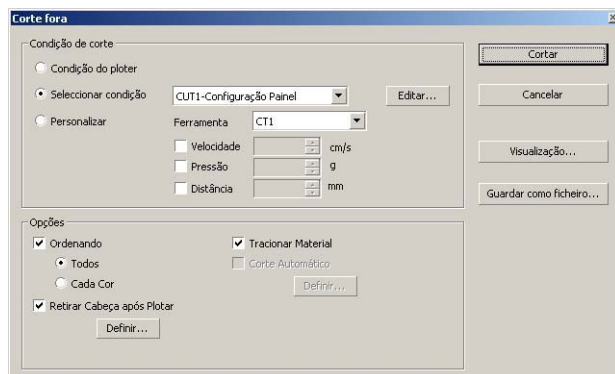 Corte fora
Condição de corte
Condição do ploter
Seleccionar condição CUT1-Configuração Painel Editar...
Personalizar Ferramenta CT1
Velocidade cm/s
Pressão g
Distância mm
Cortar
Cancelar
Visualização...
Guardar como ficheiro...
Opções
Ordenando Tracionar Material
Todos Corte Automático
Cada Cor Definir...
Retirar Cabeça após Plotar
Definir...